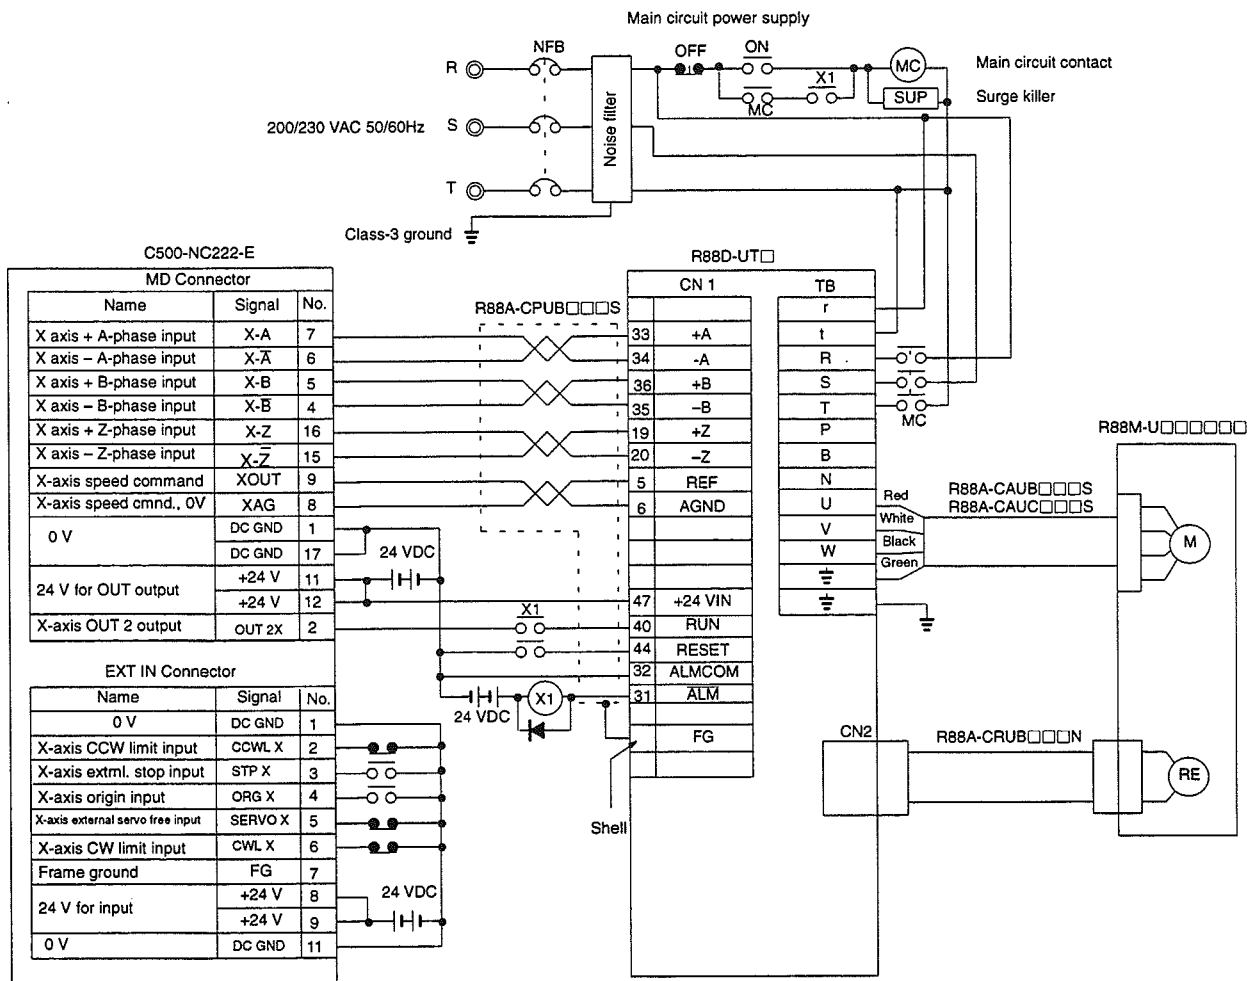 Main circuit power supply
NFB
OFF
ON
R
MC
Main circuit contact
X1
MC
SUP
Surge killer
200/230 VAC 50/60Hz
S
Noise filter
T
Class-3 ground
C500-NC222-E
MD Connector
Name Signal No.
X axis + A-phase input X-A 7
X axis – A-phase input X-A̅ 6
X axis + B-phase input X-B 5
X axis – B-phase input X-B̅ 4
X axis + Z-phase input X-Z 16
X axis – Z-phase input X-Z̅ 15
X-axis speed command XOUT 9
X-axis speed cmnd., 0V XAG 8
0 V DC GND 1
DC GND 17
24 V for OUT output +24 V 11
+24 V 12
X-axis OUT 2 output OUT 2X 2
24 VDC
X1
EXT IN Connector
Name Signal No.
0 V DC GND 1
X-axis CCW limit input CCWL X 2
X-axis extrnl. stop input STP X 3
X-axis origin input ORG X 4
X-axis external servo free input SERVO X 5
X-axis CW limit input CWL X 6
Frame ground FG 7
24 V for input +24 V 8
+24 V 9
0 V DC GND 11
24 VDC
24 VDC
X1
Shell
R88A-CPUB□□□S
R88D-UT□
CN 1
33 +A
34 -A
36 +B
35 –B
19 +Z
20 –Z
5 REF
6 AGND
47 +24 VIN
40 RUN
44 RESET
32 ALMCOM
31 A̅L̅M̅
FG
TB
r
t
R
S
T
P
B
N
U
V
W
MC
Red
White
Black
Green
R88A-CAUB□□□S
R88A-CAUC□□□S
R88M-U□□□□□□
M
CN2
R88A-CRUB□□□N
RE